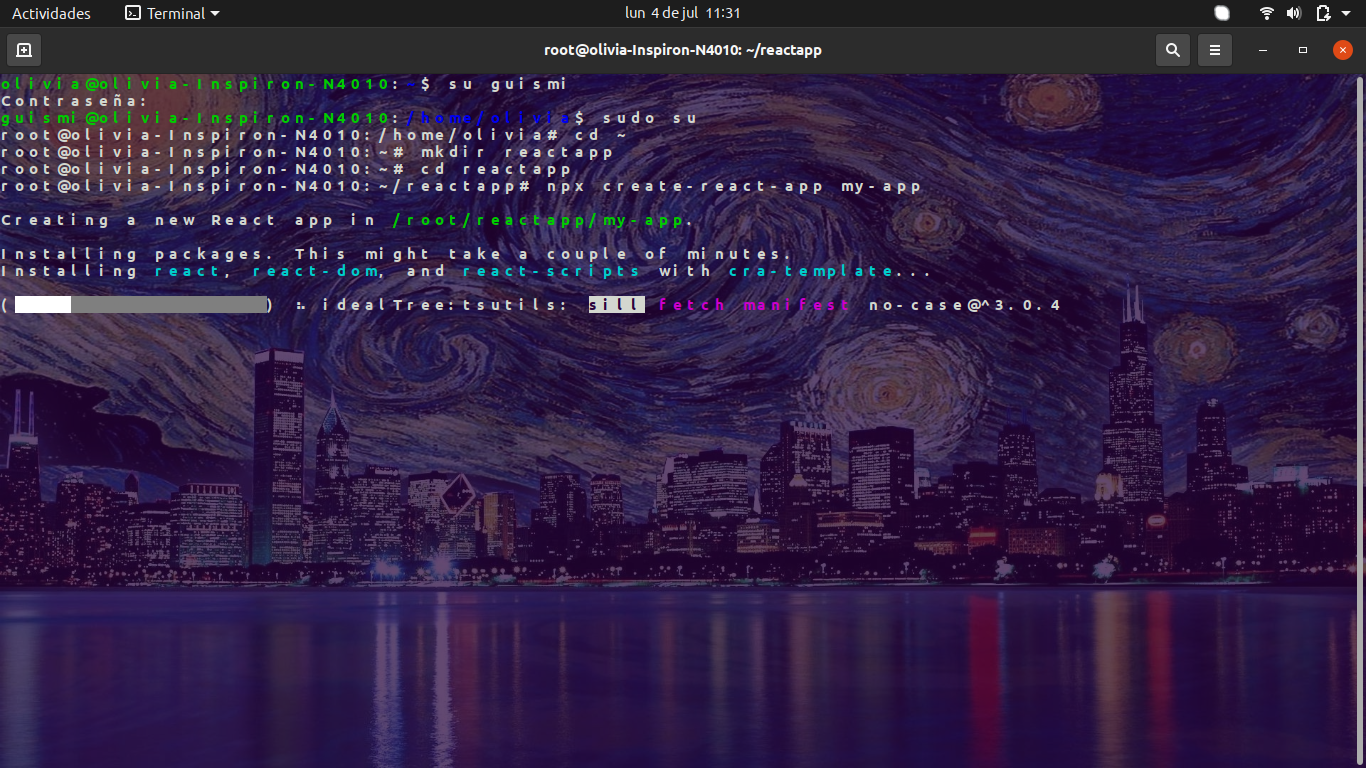 Actividades Terminal lun 4 de jul 11:31
root@olivia-Inspiron-N4010: ~/reactapp
olivia@olivia-Inspiron-N4010:~$ su guismi
Contraseña:
guismi@olivia-Inspiron-N4010:/home/olivia$ sudo su
root@olivia-Inspiron-N4010:/home/olivia# cd ~
root@olivia-Inspiron-N4010:~# mkdir reactapp
root@olivia-Inspiron-N4010:~# cd reactapp
root@olivia-Inspiron-N4010:~/reactapp# npx create-react-app my-app
Creating a new React app in /root/reactapp/my-app.
Installing packages. This might take a couple of minutes.
Installing react, react-dom, and react-scripts with cra-template...
( ) ⠦ idealTree:tsutils: sill fetch manifest no-case@^3.0.4